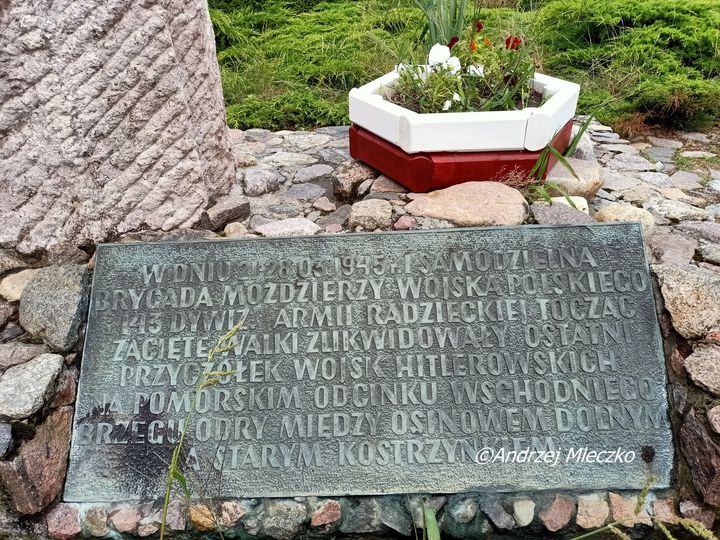 W DNIU 27-28.03.1945 R. I SAMODZIELNA
BRYGADA MOŹDZIERZY WOJSKA POLSKIEGO
I 143 DYWIZ. ARMII RADZIECKIEJ TOCZĄC
ZACIĘTE WALKI ZLIKWIDOWAŁY OSTATNI
PRZYCZÓŁEK WOJSK HITLEROWSKICH
NA POMORSKIM ODCINKU WSCHODNIEGO
BRZEGU ODRY MIĘDZY OSINOWEM DOLNYM
A STARYM KOSTRZYNKIEM
©Andrzej Mleczko